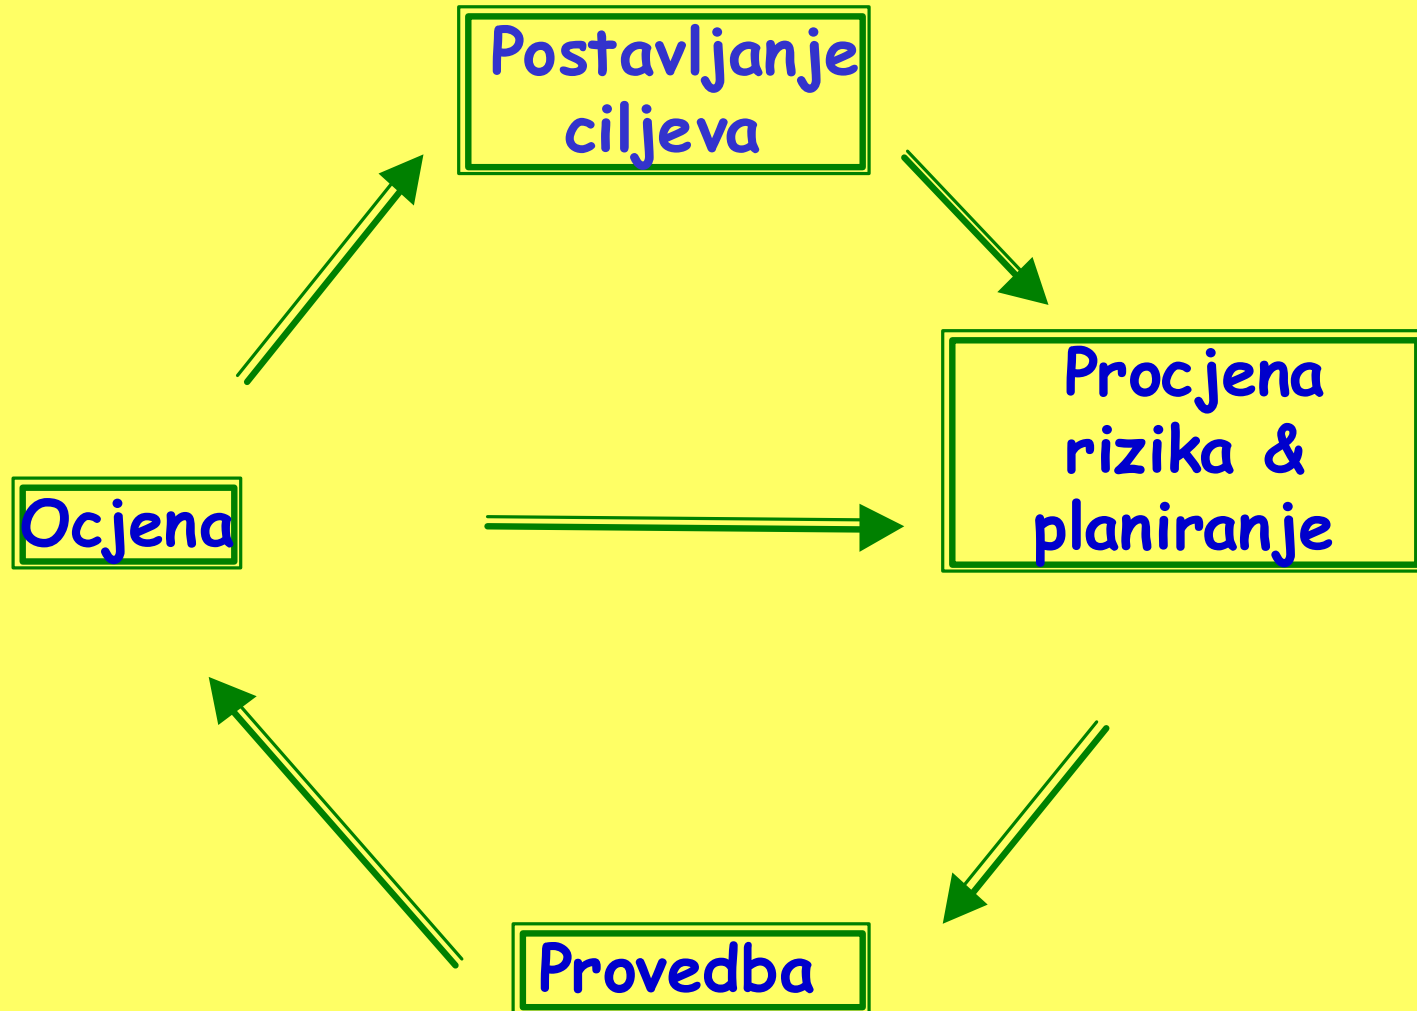 Postavljanje
ciljeva
Procjena
rizika &
planiranje
Ocjena
Provedba